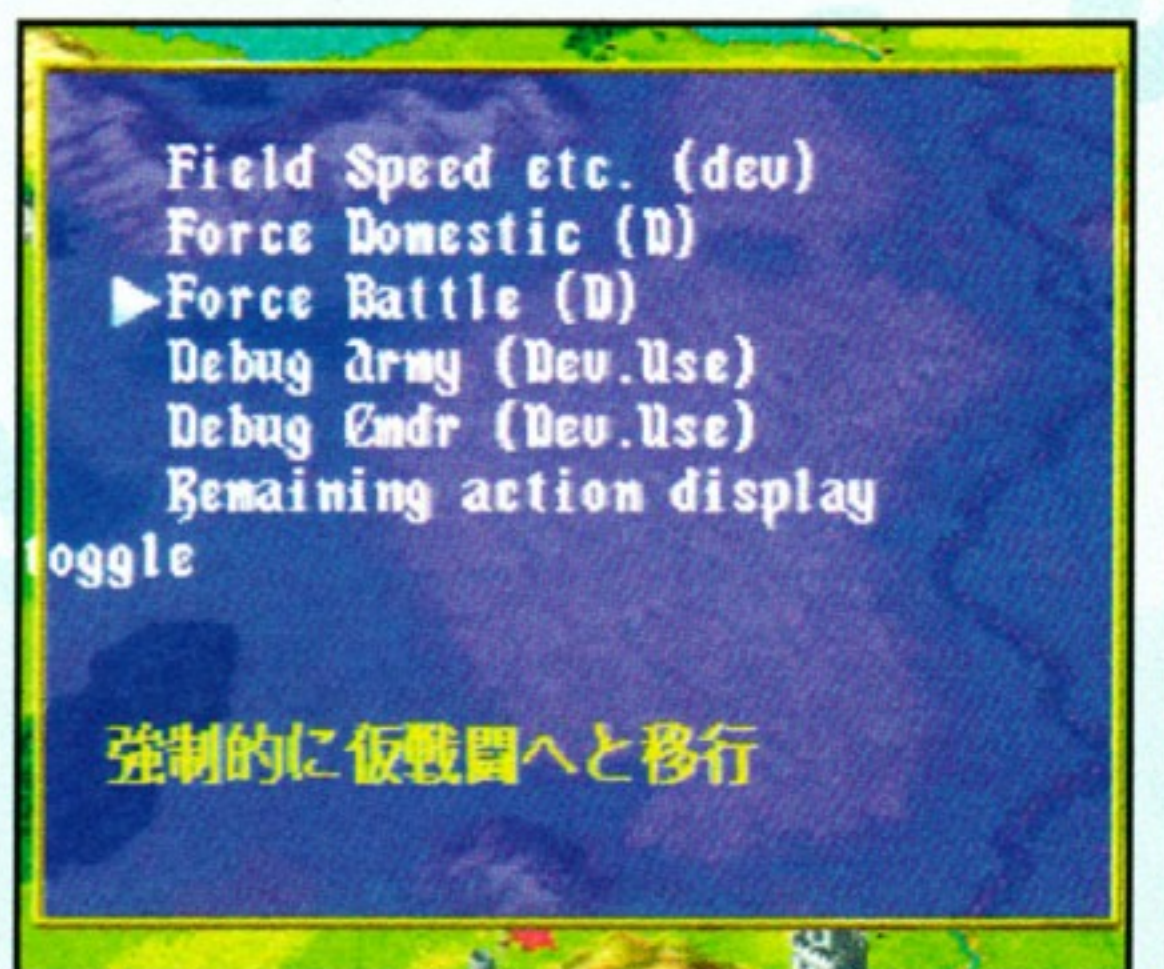 Field Speed etc. (dev)
Force Domestic (D)
Force Battle (D)
Debug Army (Dev.Use)
Debug Cmdr (Dev.Use)
Remaining action display
toggle
強制的に仮戦闘へと移行